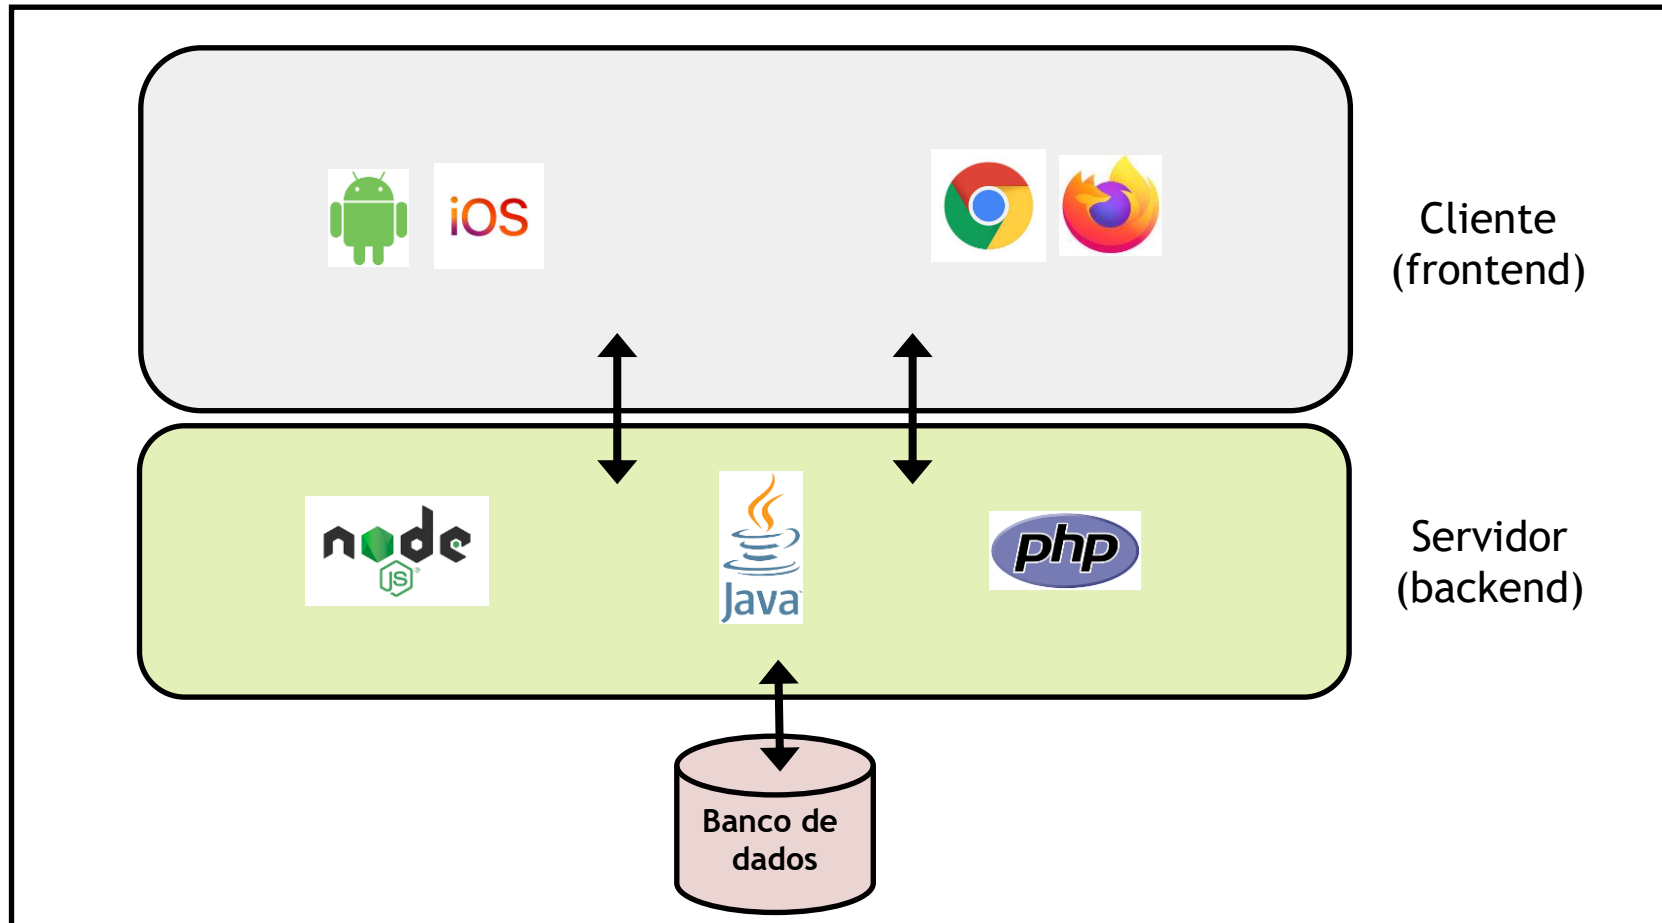 iOS
Cliente
(frontend)
node
JS
Java
php
Servidor
(backend)
Banco de
dados